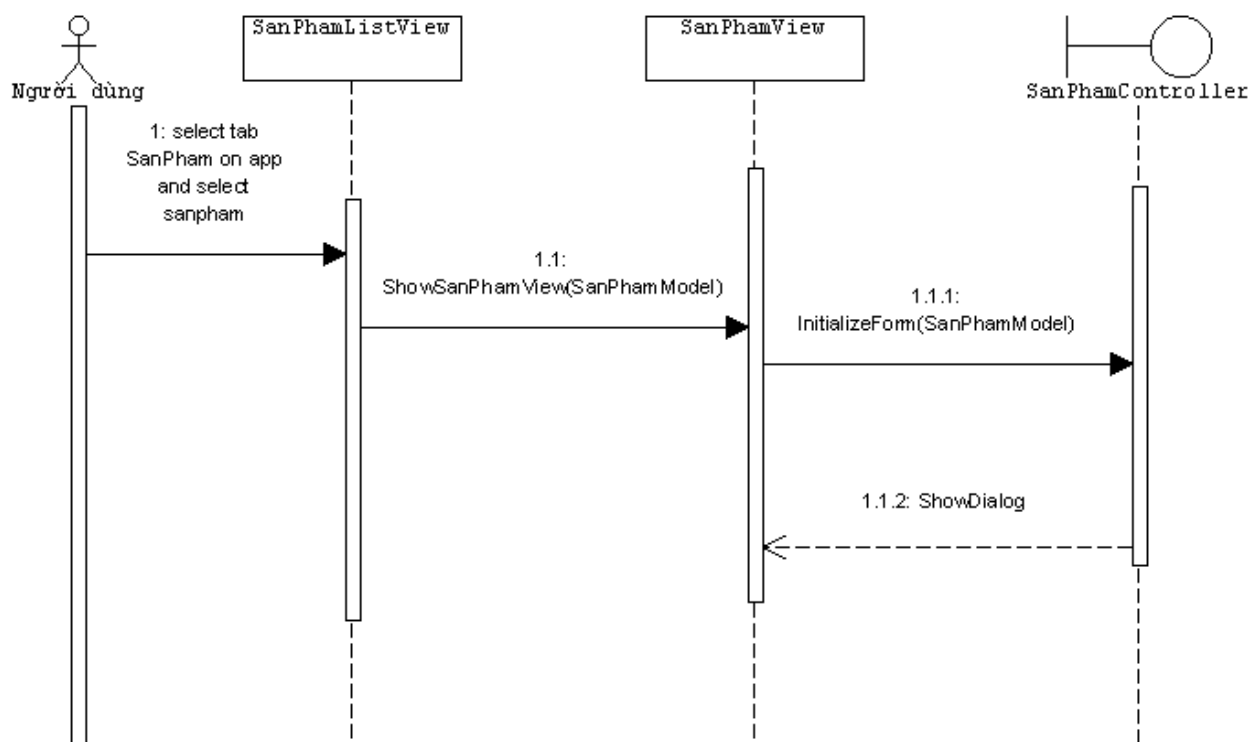 SanPhamListView
SanPhamView
Người dùng
SanPhamController
1: select tab
SanPham on app
and select
sanpham
1.1:
ShowSanPhamView(SanPhamModel)
1.1.1:
InitializeForm(SanPhamModel)
1.1.2: ShowDialog